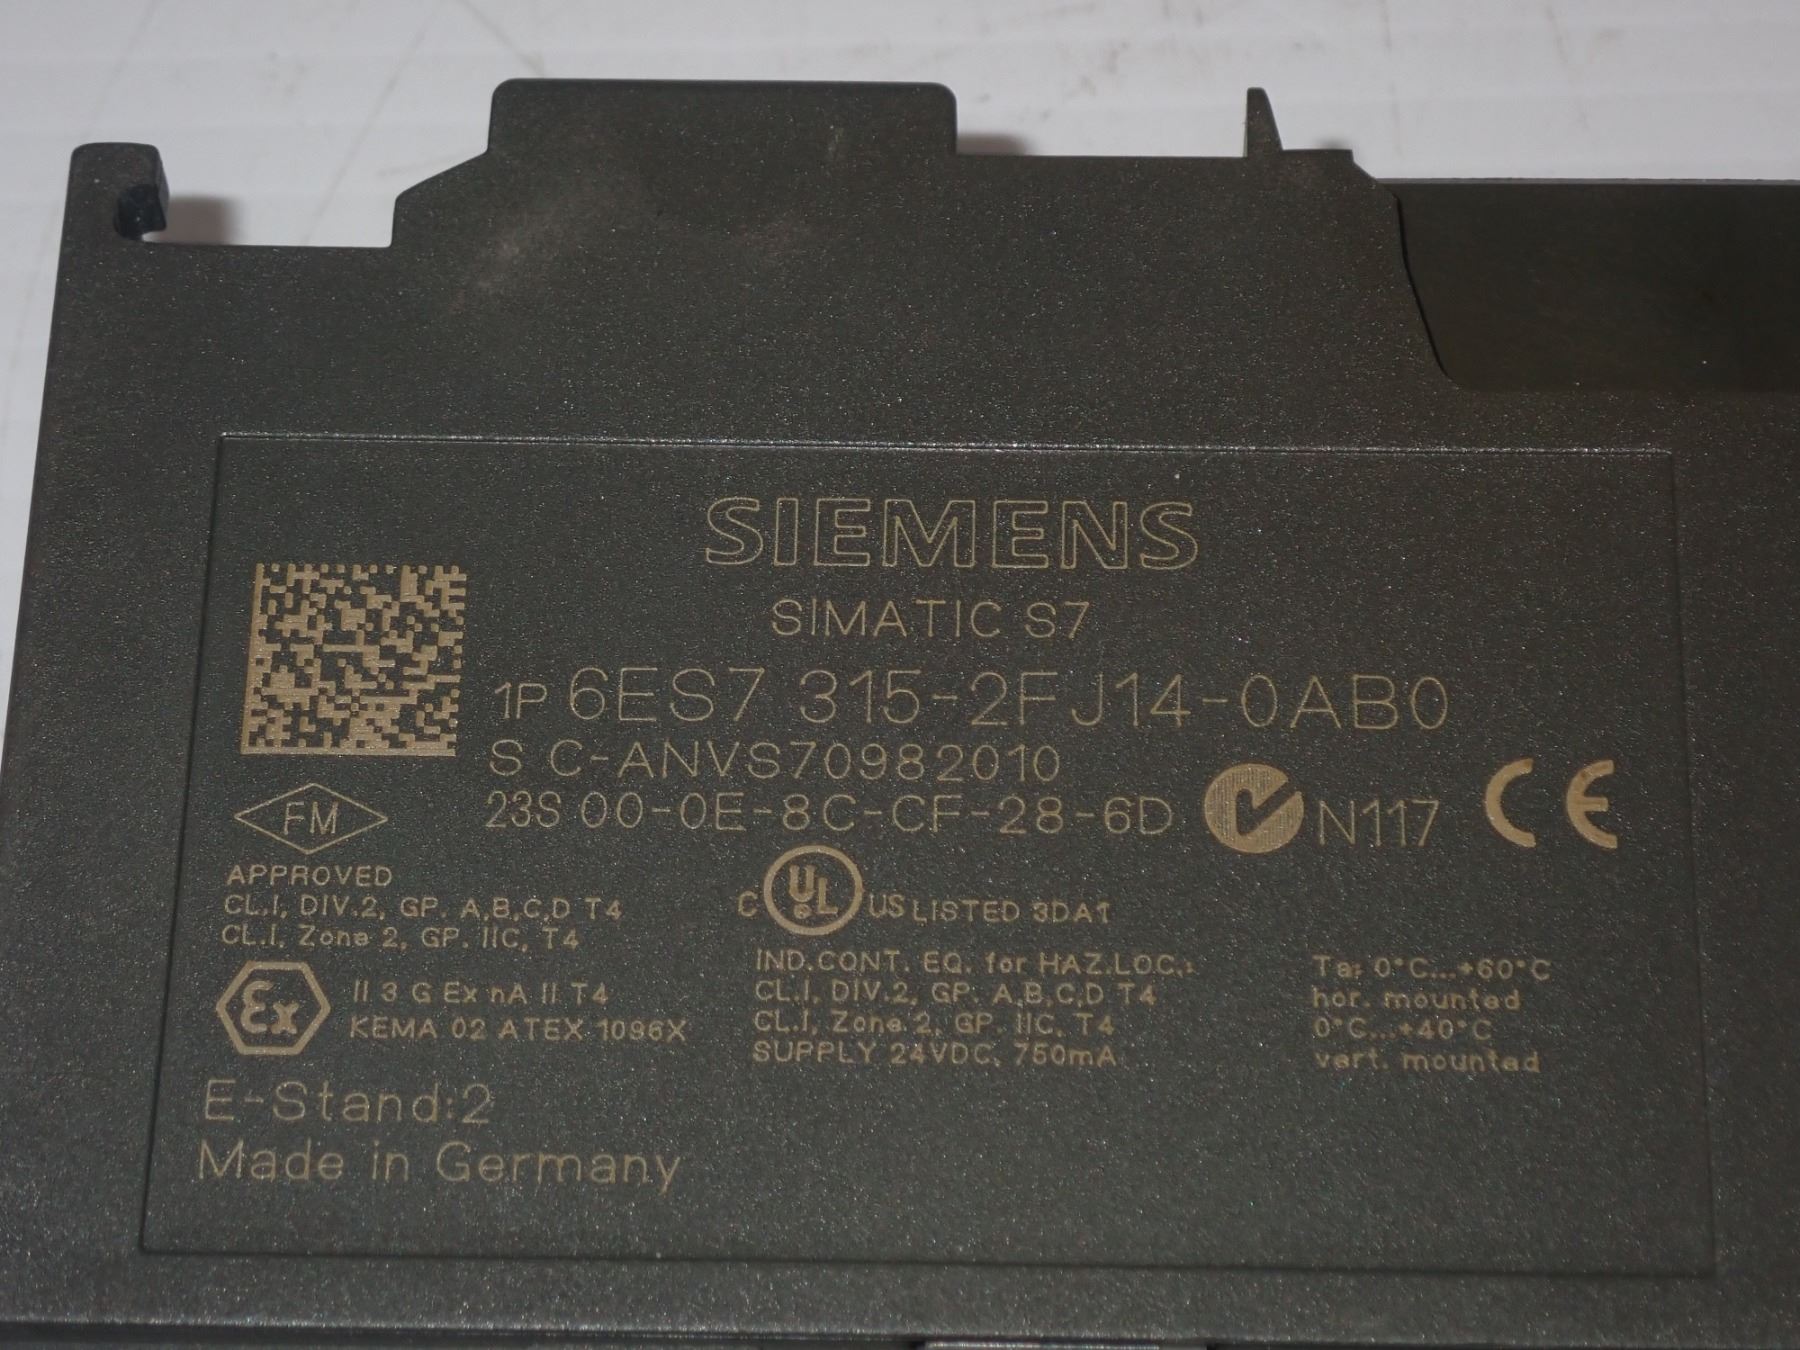 SIEMENS
SIMATIC S7
1P 6ES7 315-2FJ14-0AB0
S C-ANVS70982010
23S 00-0E-8C-CF-28-6D
N117
CE
FM
APPROVED
CL.I, DIV.2, GP. A,B,C,D T4
CL.I, Zone 2, GP. IIC, T4
C UL US LISTED 3DA1
IND.CONT. EQ. for HAZ.LOC.:
CL.I, DIV.2, GP. A,B,C,D T4
CL.I, Zone 2, GP. IIC, T4
SUPPLY 24VDC, 750mA
Ta: 0°C...+60°C
hor. mounted
0°C...+40°C
vert. mounted
Ex
II 3 G Ex nA II T4
KEMA 02 ATEX 1096X
E-Stand:2
Made in Germany